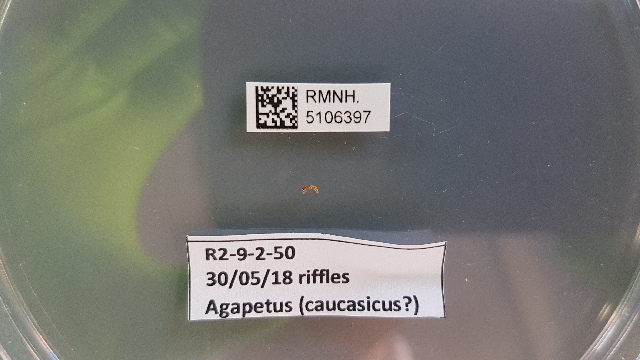 RMNH.
5106397
R2-9-2-50
30/05/18 riffles
Agapetus (caucasicus?)